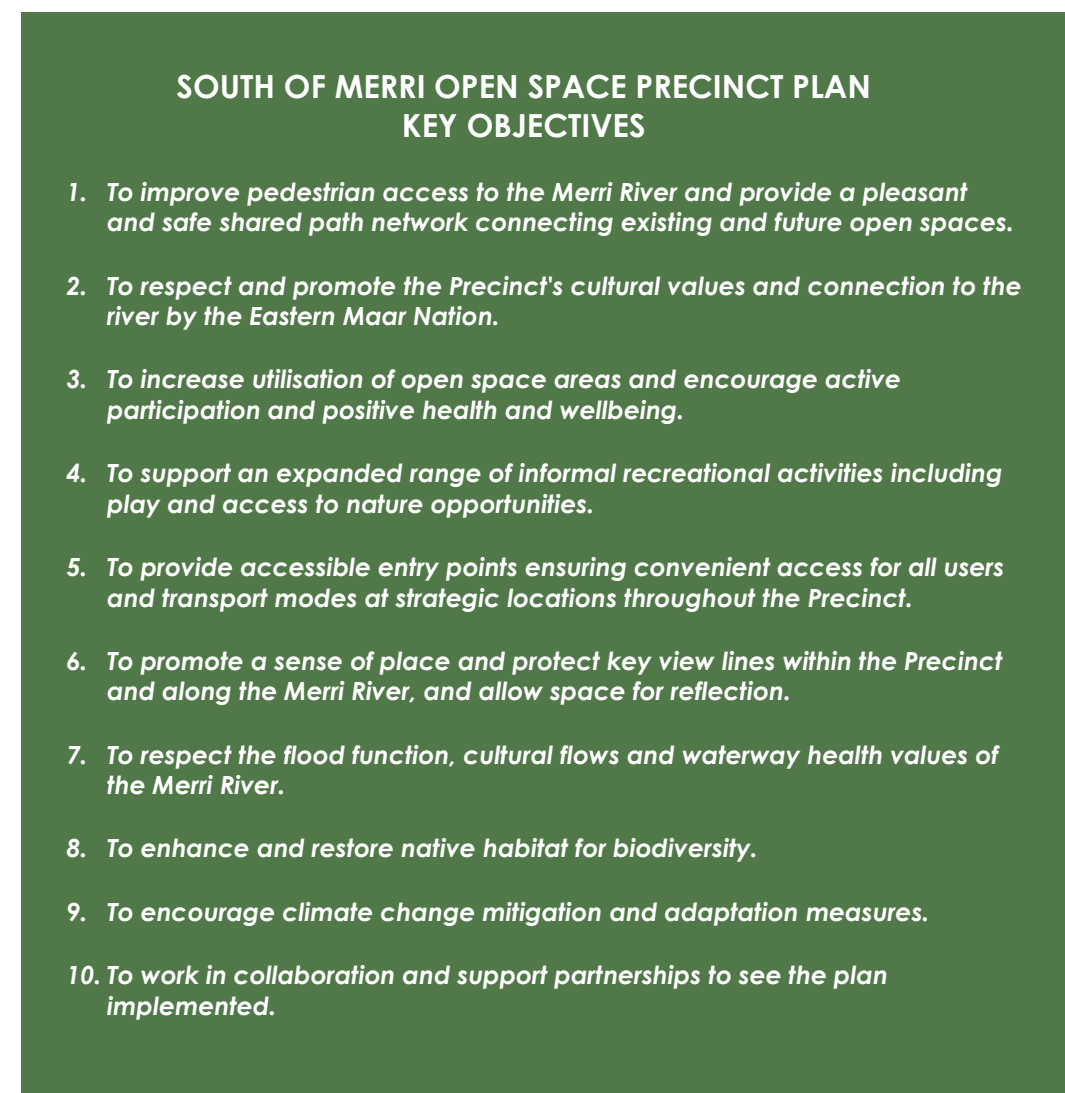 SOUTH OF MERRI OPEN SPACE PRECINCT PLAN
KEY OBJECTIVES
1. To improve pedestrian access to the Merri River and provide a pleasant
and safe shared path network connecting existing and future open spaces.
2. To respect and promote the Precinct's cultural values and connection to the
river by the Eastern Maar Nation.
3. To increase utilisation of open space areas and encourage active
participation and positive health and wellbeing.
4. To support an expanded range of informal recreational activities including
play and access to nature opportunities.
5. To provide accessible entry points ensuring convenient access for all users
and transport modes at strategic locations throughout the Precinct.
6. To promote a sense of place and protect key view lines within the Precinct
and along the Merri River, and allow space for reflection.
7. To respect the flood function, cultural flows and waterway health values of
the Merri River.
8. To enhance and restore native habitat for biodiversity.
9. To encourage climate change mitigation and adaptation measures.
10. To work in collaboration and support partnerships to see the plan
implemented.